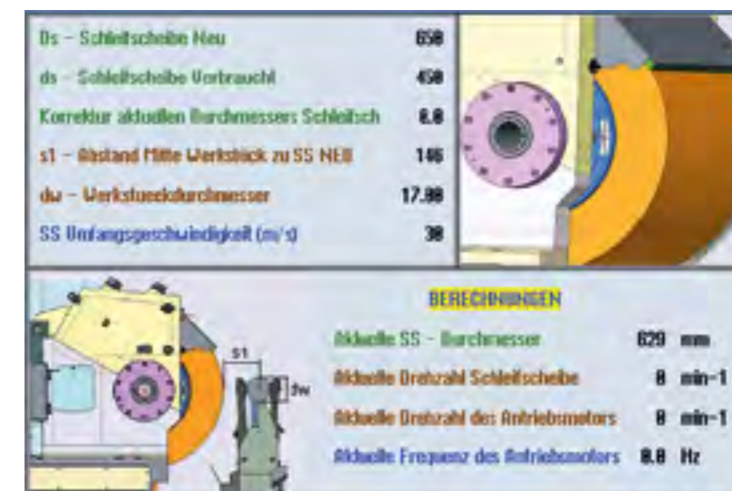 Ds - Schleifscheibe Neu 650
ds - Schleifscheibe Verbraucht 450
Korrektur aktuellen Durchmessers Schleifsch 0.0
s1 - Abstand Mitte Werkstück zu SS NEU 146
dw - Werkstueckdurchmesser 17.00
SS Umfangsgeschwindigkeit (m/s) 30
BERECHNUNGEN
Aktuelle SS - Durchmesser 629 mm
Aktuelle Drehzahl Schleifscheibe 0 min-1
Aktuelle Drehzahl des Antriebsmotors 0 min-1
Aktuelle Frequenz des Antriebsmotors 0.0 Hz
s1
dw